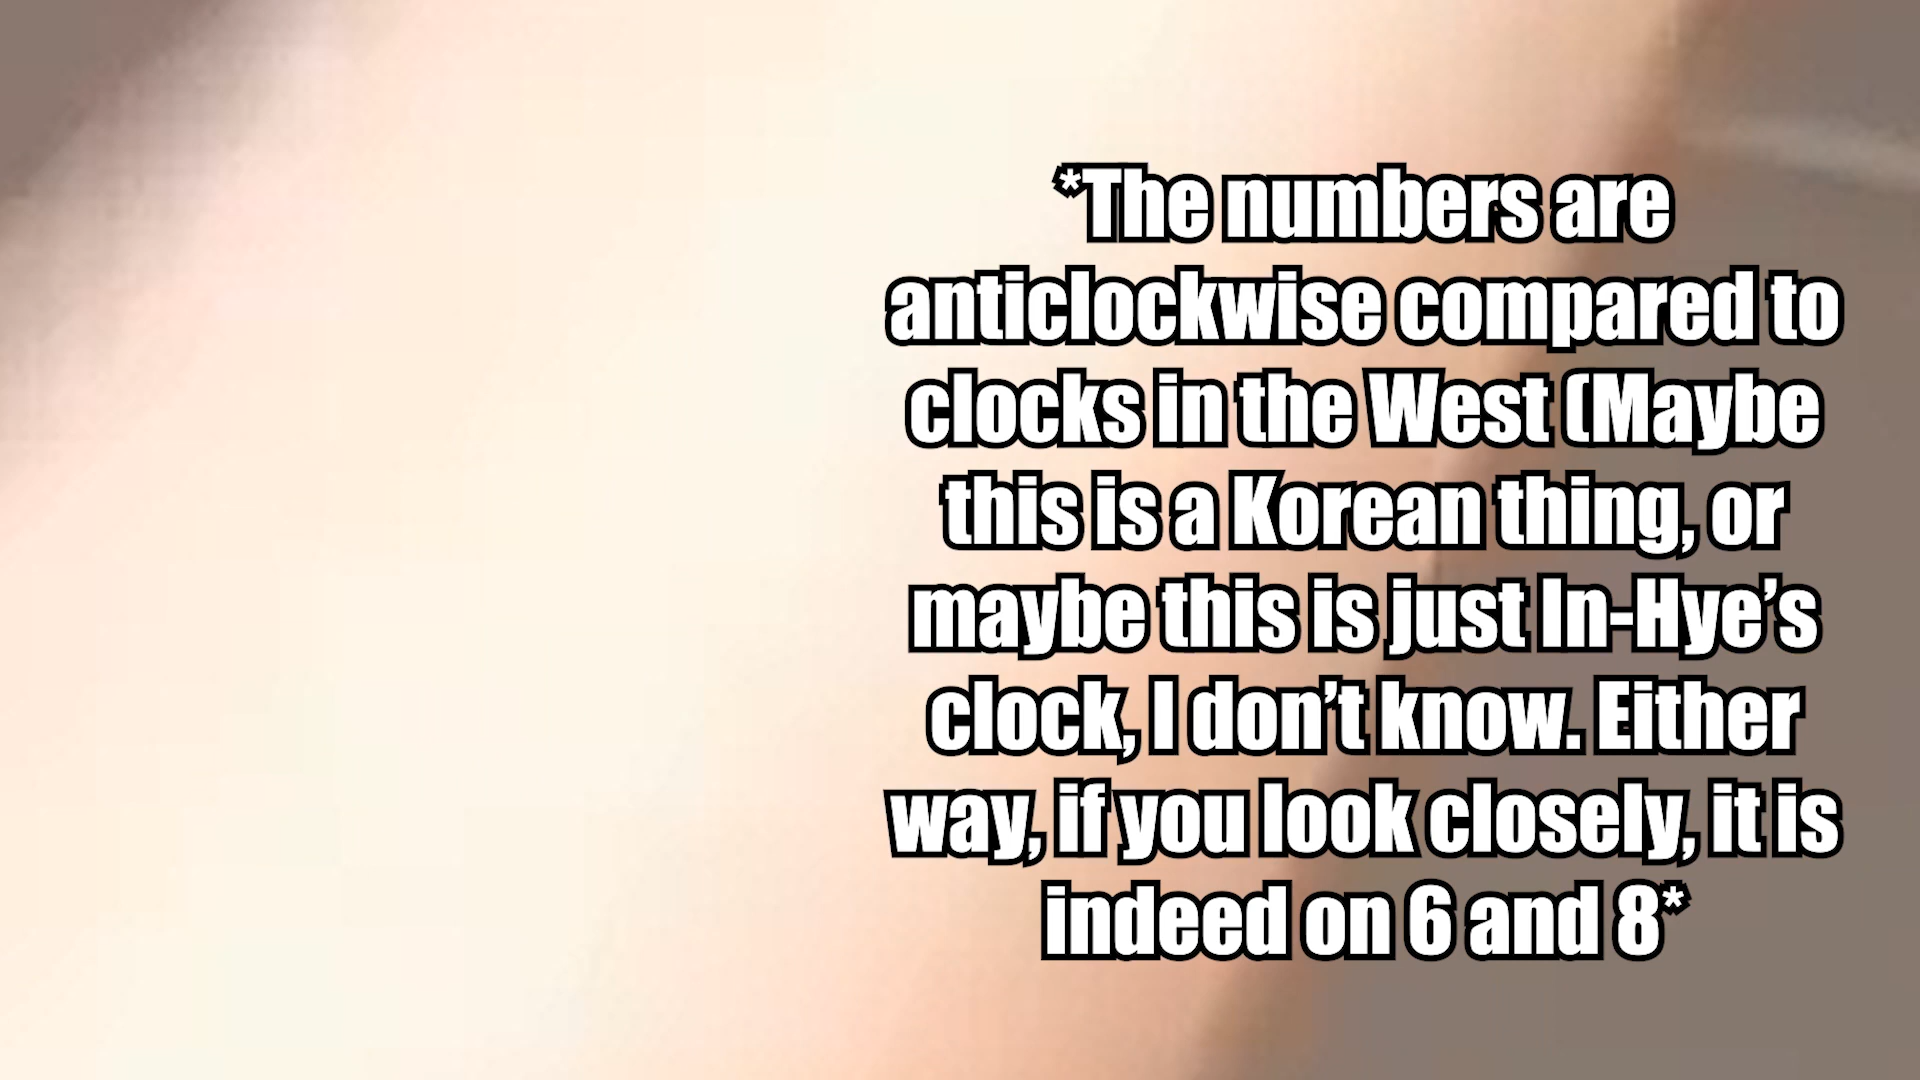 *The numbers are
anticlockwise compared to
clocks in the West (Maybe
this is a Korean thing, or
maybe this is just In-Hye’s
clock, I don’t know. Either
way, if you look closely, it is
indeed on 6 and 8*